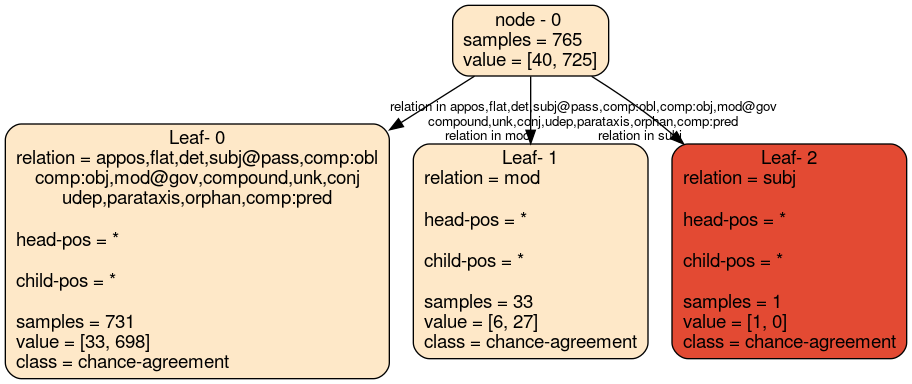 node - 0
samples = 765
value = [40, 725]
relation in appos,flat,det,subj@pass,comp:obl,comp:obj,mod@gov
compound,unk,conj,udep,parataxis,orphan,comp:pred
relation in mod
relation in subj
Leaf- 0
relation = appos,flat,det,subj@pass,comp:obl
comp:obj,mod@gov,compound,unk,conj
udep,parataxis,orphan,comp:pred
head-pos = *
child-pos = *
samples = 731
value = [33, 698]
class = chance-agreement
Leaf- 1
relation = mod
head-pos = *
child-pos = *
samples = 33
value = [6, 27]
class = chance-agreement
Leaf- 2
relation = subj
head-pos = *
child-pos = *
samples = 1
value = [1, 0]
class = chance-agreement